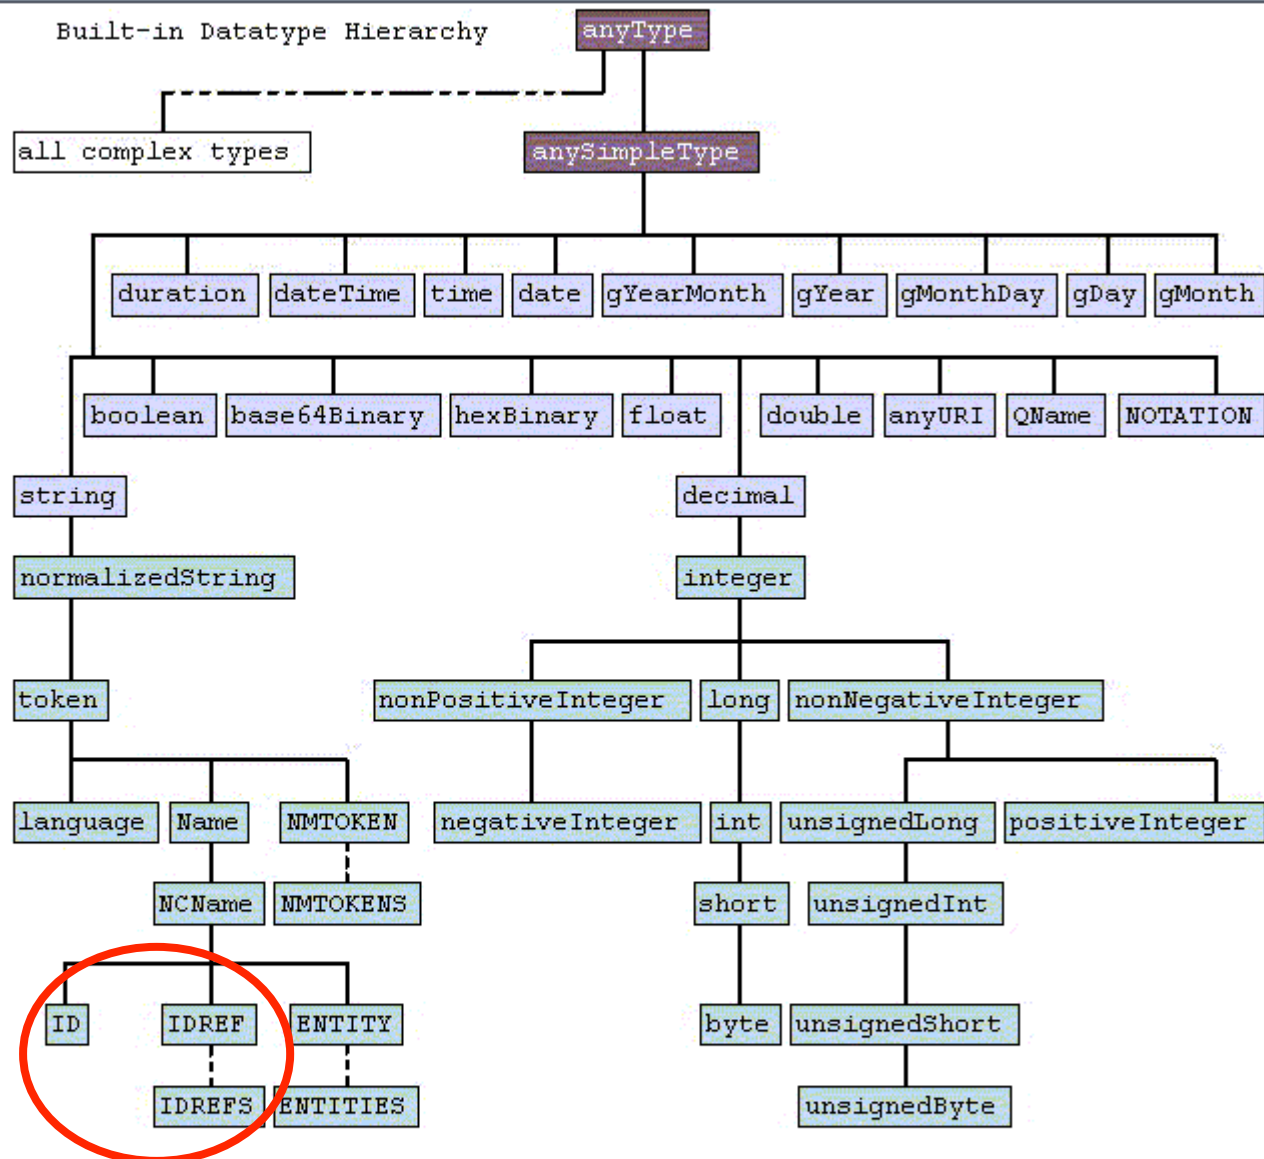 Built-in Datatype Hierarchy
anyType
all complex types
anySimpleType
duration dateTime time date gYearMonth gYear gMonthDay gDay gMonth
boolean base64Binary hexBinary float double anyURI QName NOTATION
string decimal
normalizedString integer
token nonPositiveInteger long nonNegativeInteger
language Name NMTOKEN negativeInteger int unsignedLong positiveInteger
NCName NMTOKENS short unsignedInt
ID IDREF ENTITY byte unsignedShort
IDREFS ENTITIES unsignedByte